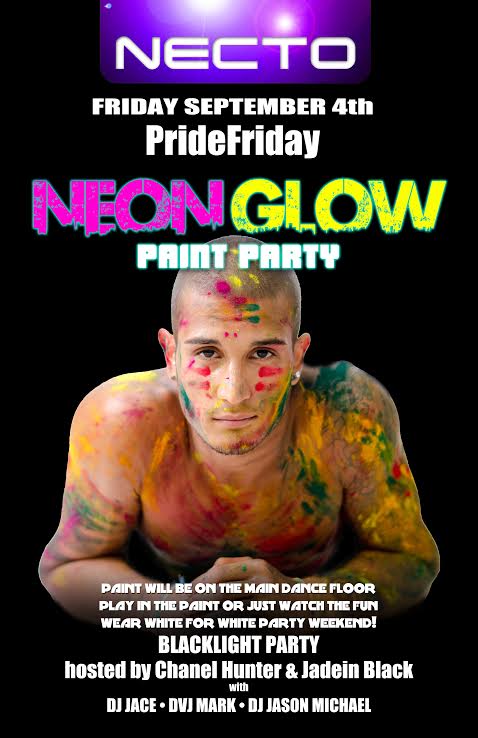 NECTO
FRIDAY SEPTEMBER 4th
PrideFriday
NEON GLOW
PAINT PARTY
PAINT WILL BE ON THE MAIN DANCE FLOOR
PLAY IN THE PAINT OR JUST WATCH THE FUN
WEAR WHITE FOR WHITE PARTY WEEKEND!
BLACKLIGHT PARTY
hosted by Chanel Hunter & Jadein Black
with
DJ JACE • DVJ MARK • DJ JASON MICHAEL